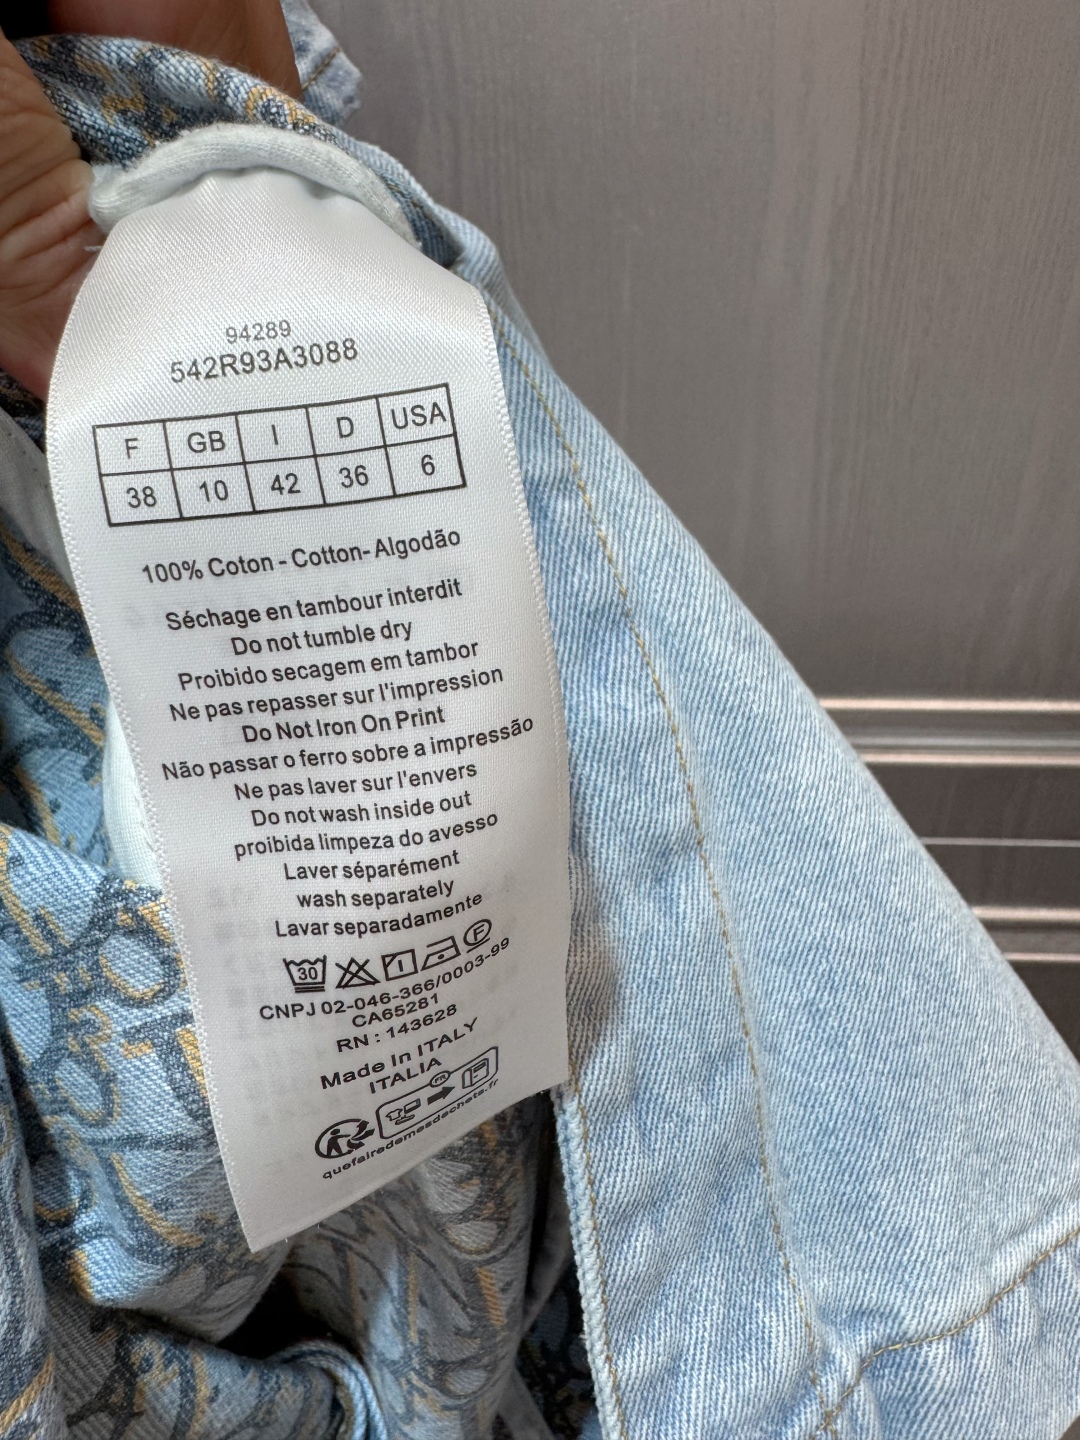 94289
542R93A3088
F GB I D USA
38 10 42 36 6
100% Coton - Cotton- Algodão
Séchage en tambour interdit
Do not tumble dry
Proibido secagem em tambor
Ne pas repasser sur l'impression
Do Not Iron On Print
Não passar o ferro sobre a impressão
Ne pas laver sur l'envers
Do not wash inside out
proibida limpeza do avesso
Laver séparément
wash separately
Lavar separadamente
30 F
CNPJ 02-046-366/0003-99
CA65281
RN : 143628
Made In ITALY
ITALIA
FR
quefairedemesdechets.fr